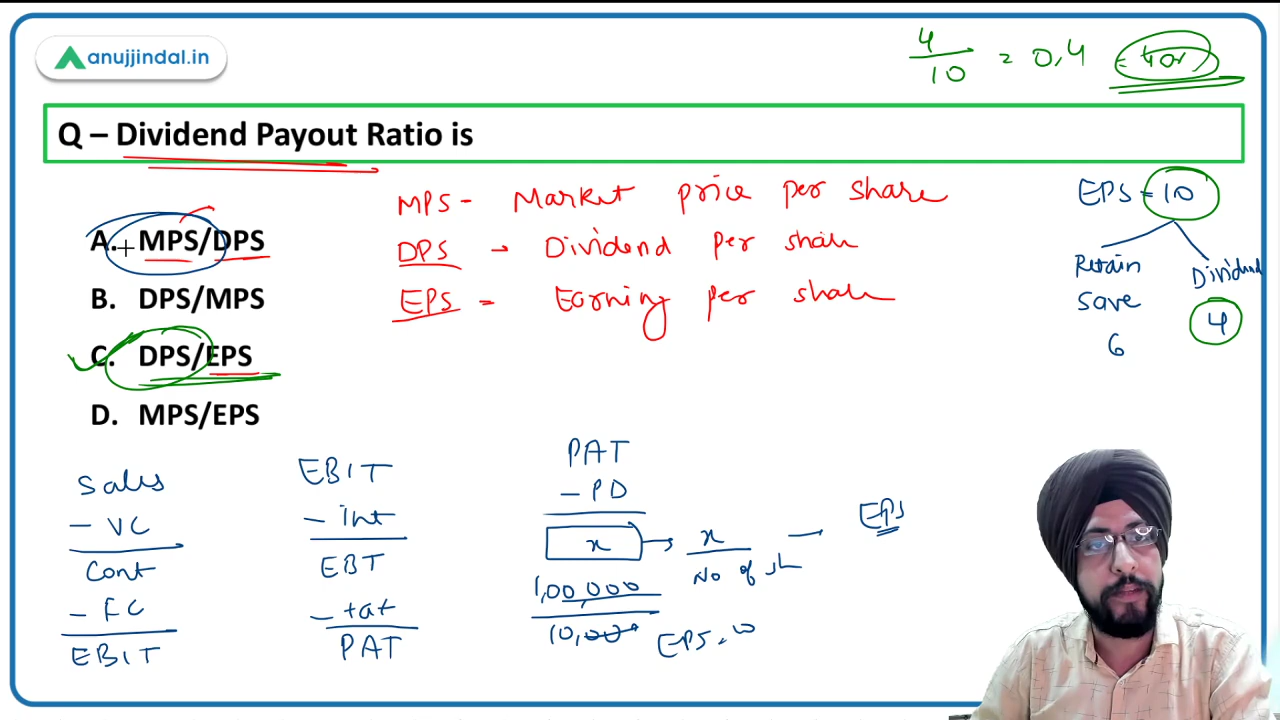 anujjindal.in
4/10 = 0.4 = 40%
Q – Dividend Payout Ratio is
A. MPS/DPS
B. DPS/MPS
C. DPS/EPS
D. MPS/EPS
MPS - Market price per share
DPS - Dividend per share
EPS = Earning per share
EPS = 10
Retain
Save
6
Dividend
4
Sales
- VC
Cont
- FC
EBIT
EBIT
- Int
EBT
- tax
PAT
PAT
- PD
x
x
No of sh
EPS
1,00,000
10,000
EPS = 10